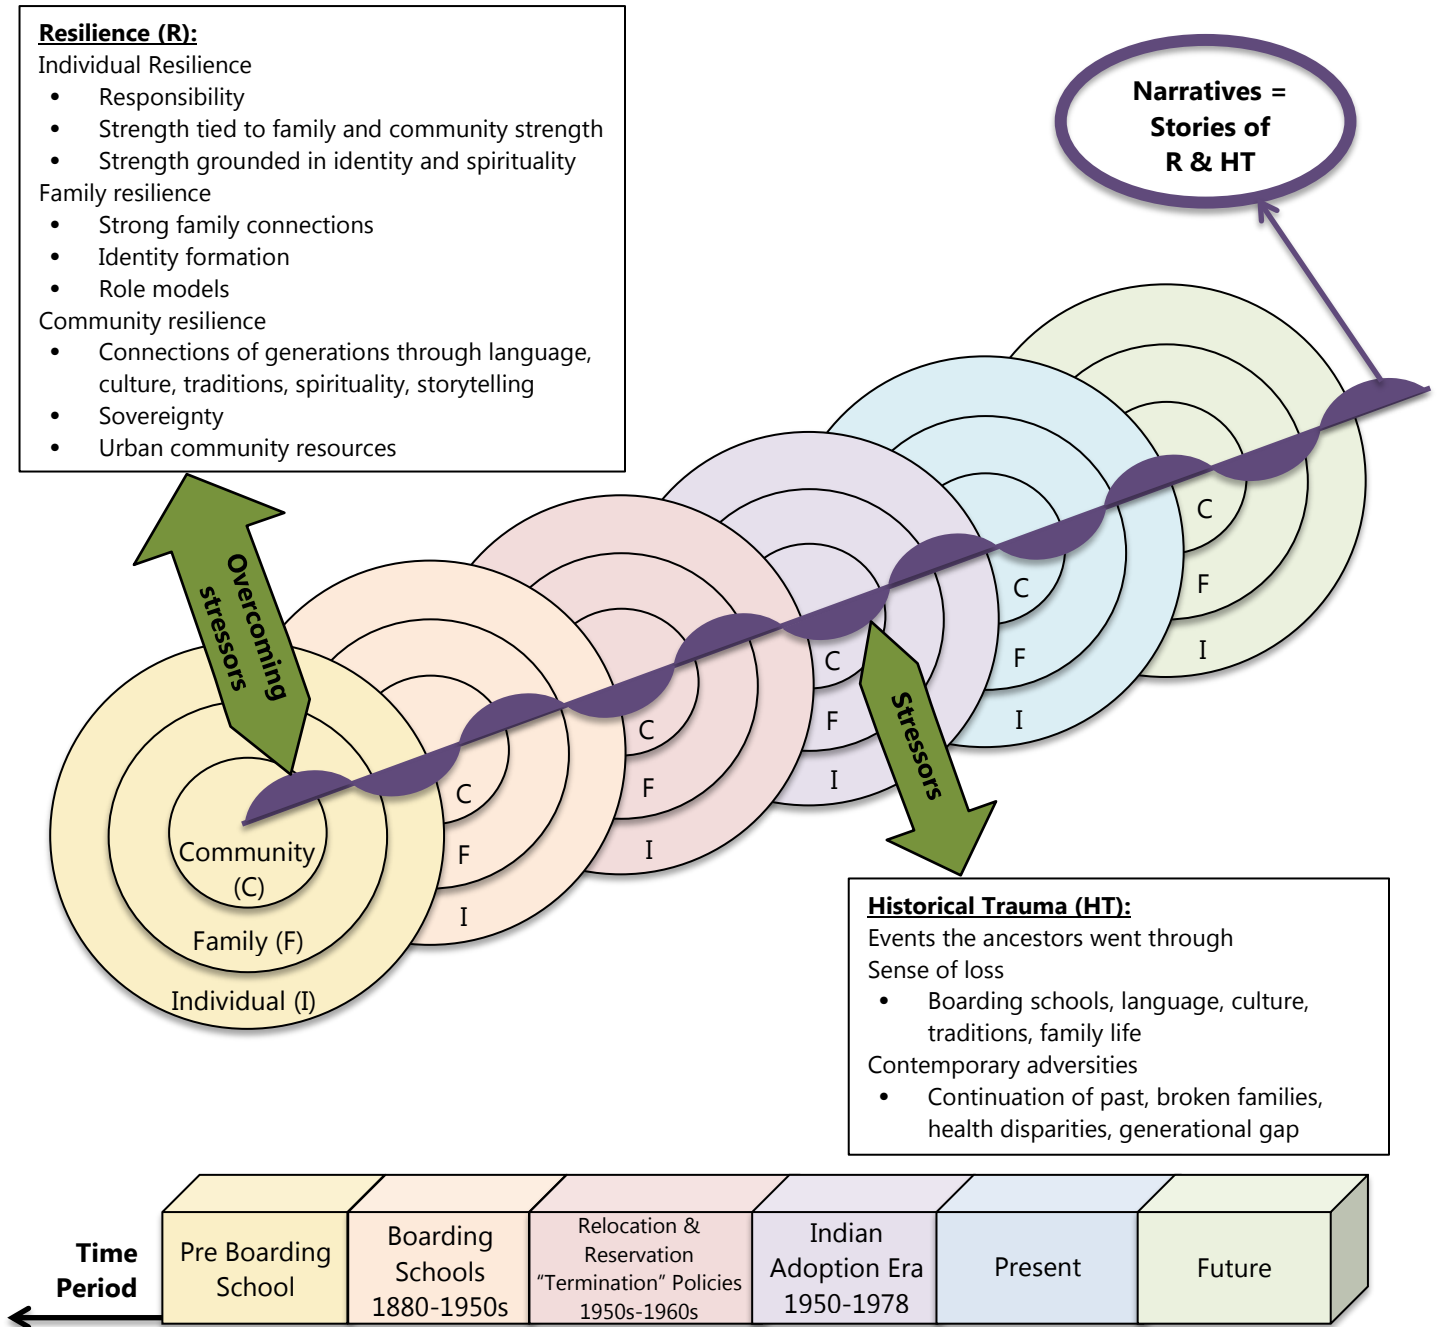 Resilience (R):
Individual Resilience
• Responsibility
• Strength tied to family and community strength
• Strength grounded in identity and spirituality
Family resilience
• Strong family connections
• Identity formation
• Role models
Community resilience
• Connections of generations through language,
culture, traditions, spirituality, storytelling
• Sovereignty
• Urban community resources
Narratives =
Stories of
R & HT
Overcoming
stressors
Community
(C)
Family (F)
Individual (I)
C
F
I
C
F
I
C
F
I
C
F
I
C
F
I
Stressors
Historical Trauma (HT):
Events the ancestors went through
Sense of loss
• Boarding schools, language, culture,
traditions, family life
Contemporary adversities
• Continuation of past, broken families,
health disparities, generational gap
Time
Period
Pre Boarding
School
Boarding
Schools
1880-1950s
Relocation &
Reservation
“Termination” Policies
1950s-1960s
Indian
Adoption Era
1950-1978
Present
Future